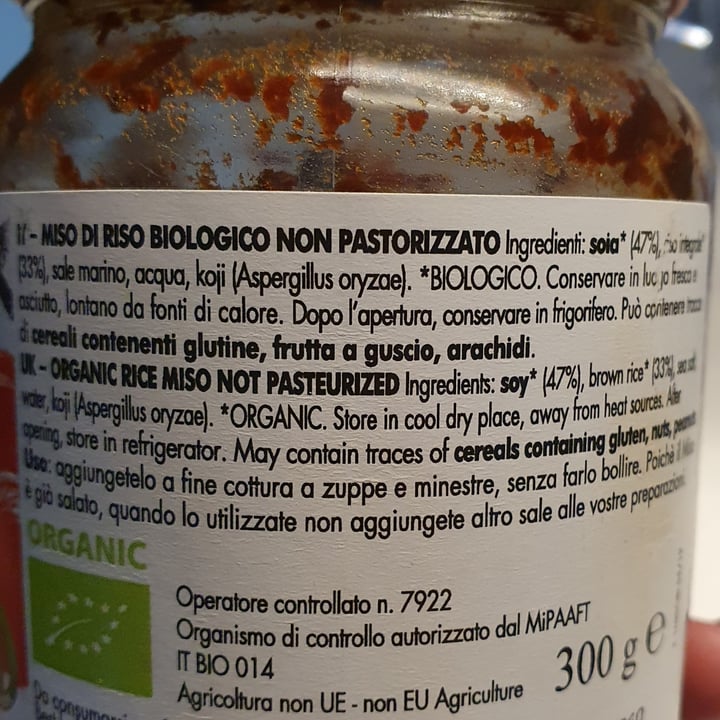 IT - MISO DI RISO BIOLOGICO NON PASTORIZZATO Ingredienti: soia* (47%), riso integrale*
(33%), sale marino, acqua, koji (Aspergillus oryzae). *BIOLOGICO. Conservare in luogo fresco e
asciutto, lontano da fonti di calore. Dopo l'apertura, conservare in frigorifero. Può contenere tracce
di cereali contenenti glutine, frutta a guscio, arachidi.
UK - ORGANIC RICE MISO NOT PASTEURIZED Ingredients: soy* (47%), brown rice* (33%), sea salt,
water, koji (Aspergillus oryzae). *ORGANIC. Store in cool dry place, away from heat sources. After
opening, store in refrigerator. May contain traces of cereals containing gluten, nuts, peanuts.
Uso: aggiungetelo a fine cottura a zuppe e minestre, senza farlo bollire. Poiché il Miso
è già salato, quando lo utilizzate non aggiungete altro sale alle vostre preparazioni.
ORGANIC
Operatore controllato n. 7922
Organismo di controllo autorizzato dal MiPAAFT
IT BIO 014
Agricoltura non UE - non EU Agriculture
300 g e
Da consumarsi